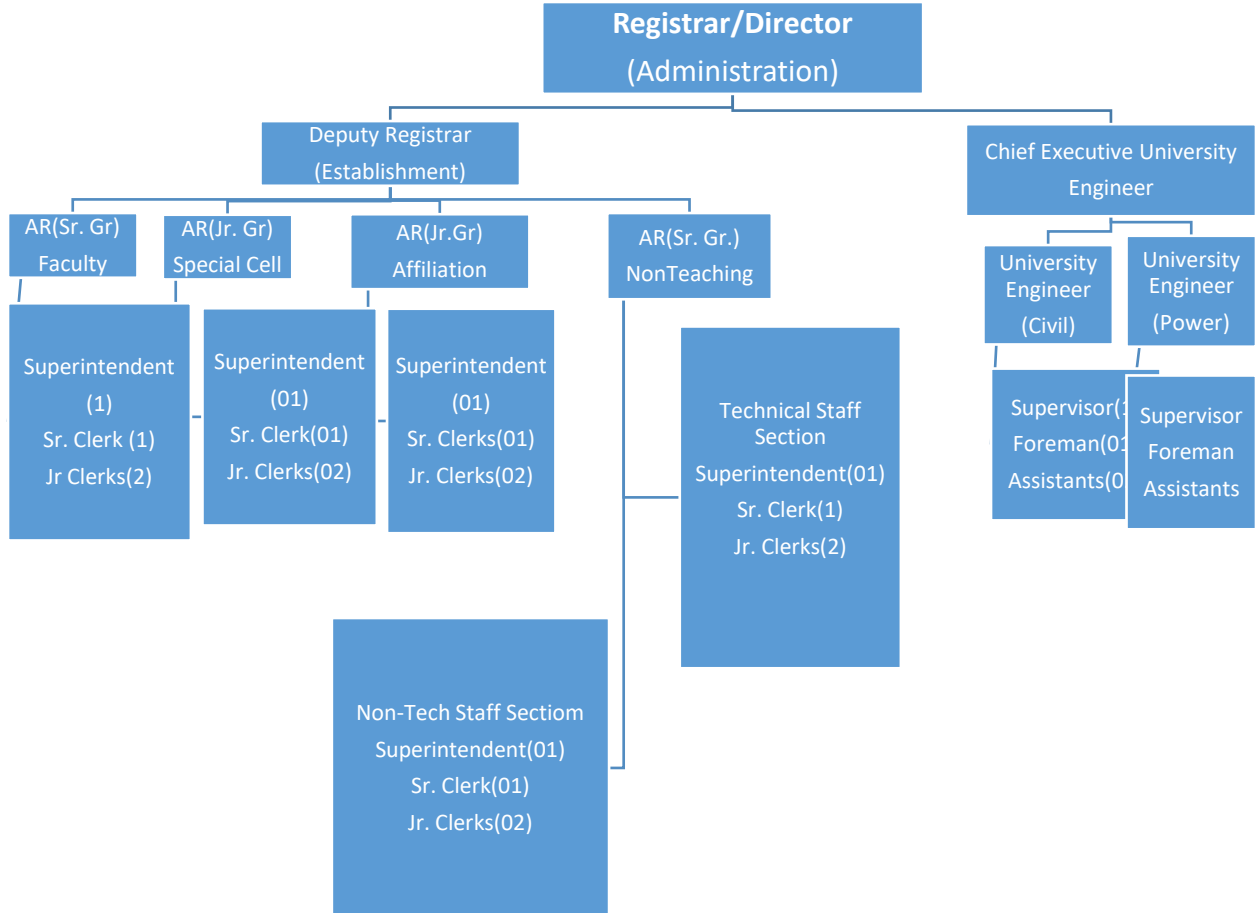 Registrar/Director
(Administration)
Deputy Registrar
(Establishment)
Chief Executive University
Engineer
AR(Sr. Gr)
Faculty
AR(Jr. Gr)
Special Cell
AR(Jr.Gr)
Affiliation
AR(Sr. Gr.)
NonTeaching
University
Engineer
(Civil)
University
Engineer
(Power)
Superintendent
(1)
Sr. Clerk (1)
Jr Clerks(2)
Superintendent
(01)
Sr. Clerk(01)
Jr. Clerks(02)
Superintendent
(01)
Sr. Clerks(01)
Jr. Clerks(02)
Technical Staff
Section
Superintendent(01)
Sr. Clerk(1)
Jr. Clerks(2)
Supervisor(
Foreman(01
Assistants(0
Supervisor
Foreman
Assistants
Non-Tech Staff Sectiom
Superintendent(01)
Sr. Clerk(01)
Jr. Clerks(02)